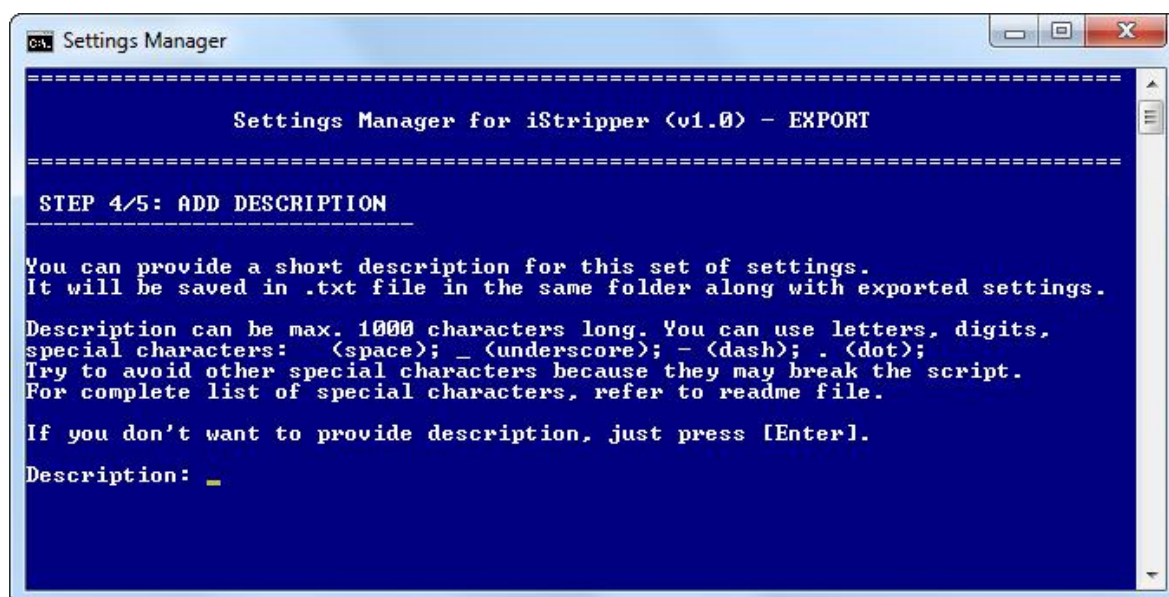 Settings Manager
===============================================================================
Settings Manager for iStripper (v1.0) - EXPORT
===============================================================================
STEP 4/5: ADD DESCRIPTION
----------------------------
You can provide a short description for this set of settings.
It will be saved in .txt file in the same folder along with exported settings.
Description can be max. 1000 characters long. You can use letters, digits,
special characters:   (space); _ (underscore); - (dash); . (dot);
Try to avoid other special characters because they may break the script.
For complete list of special characters, refer to readme file.
If you don't want to provide description, just press [Enter].
Description: _